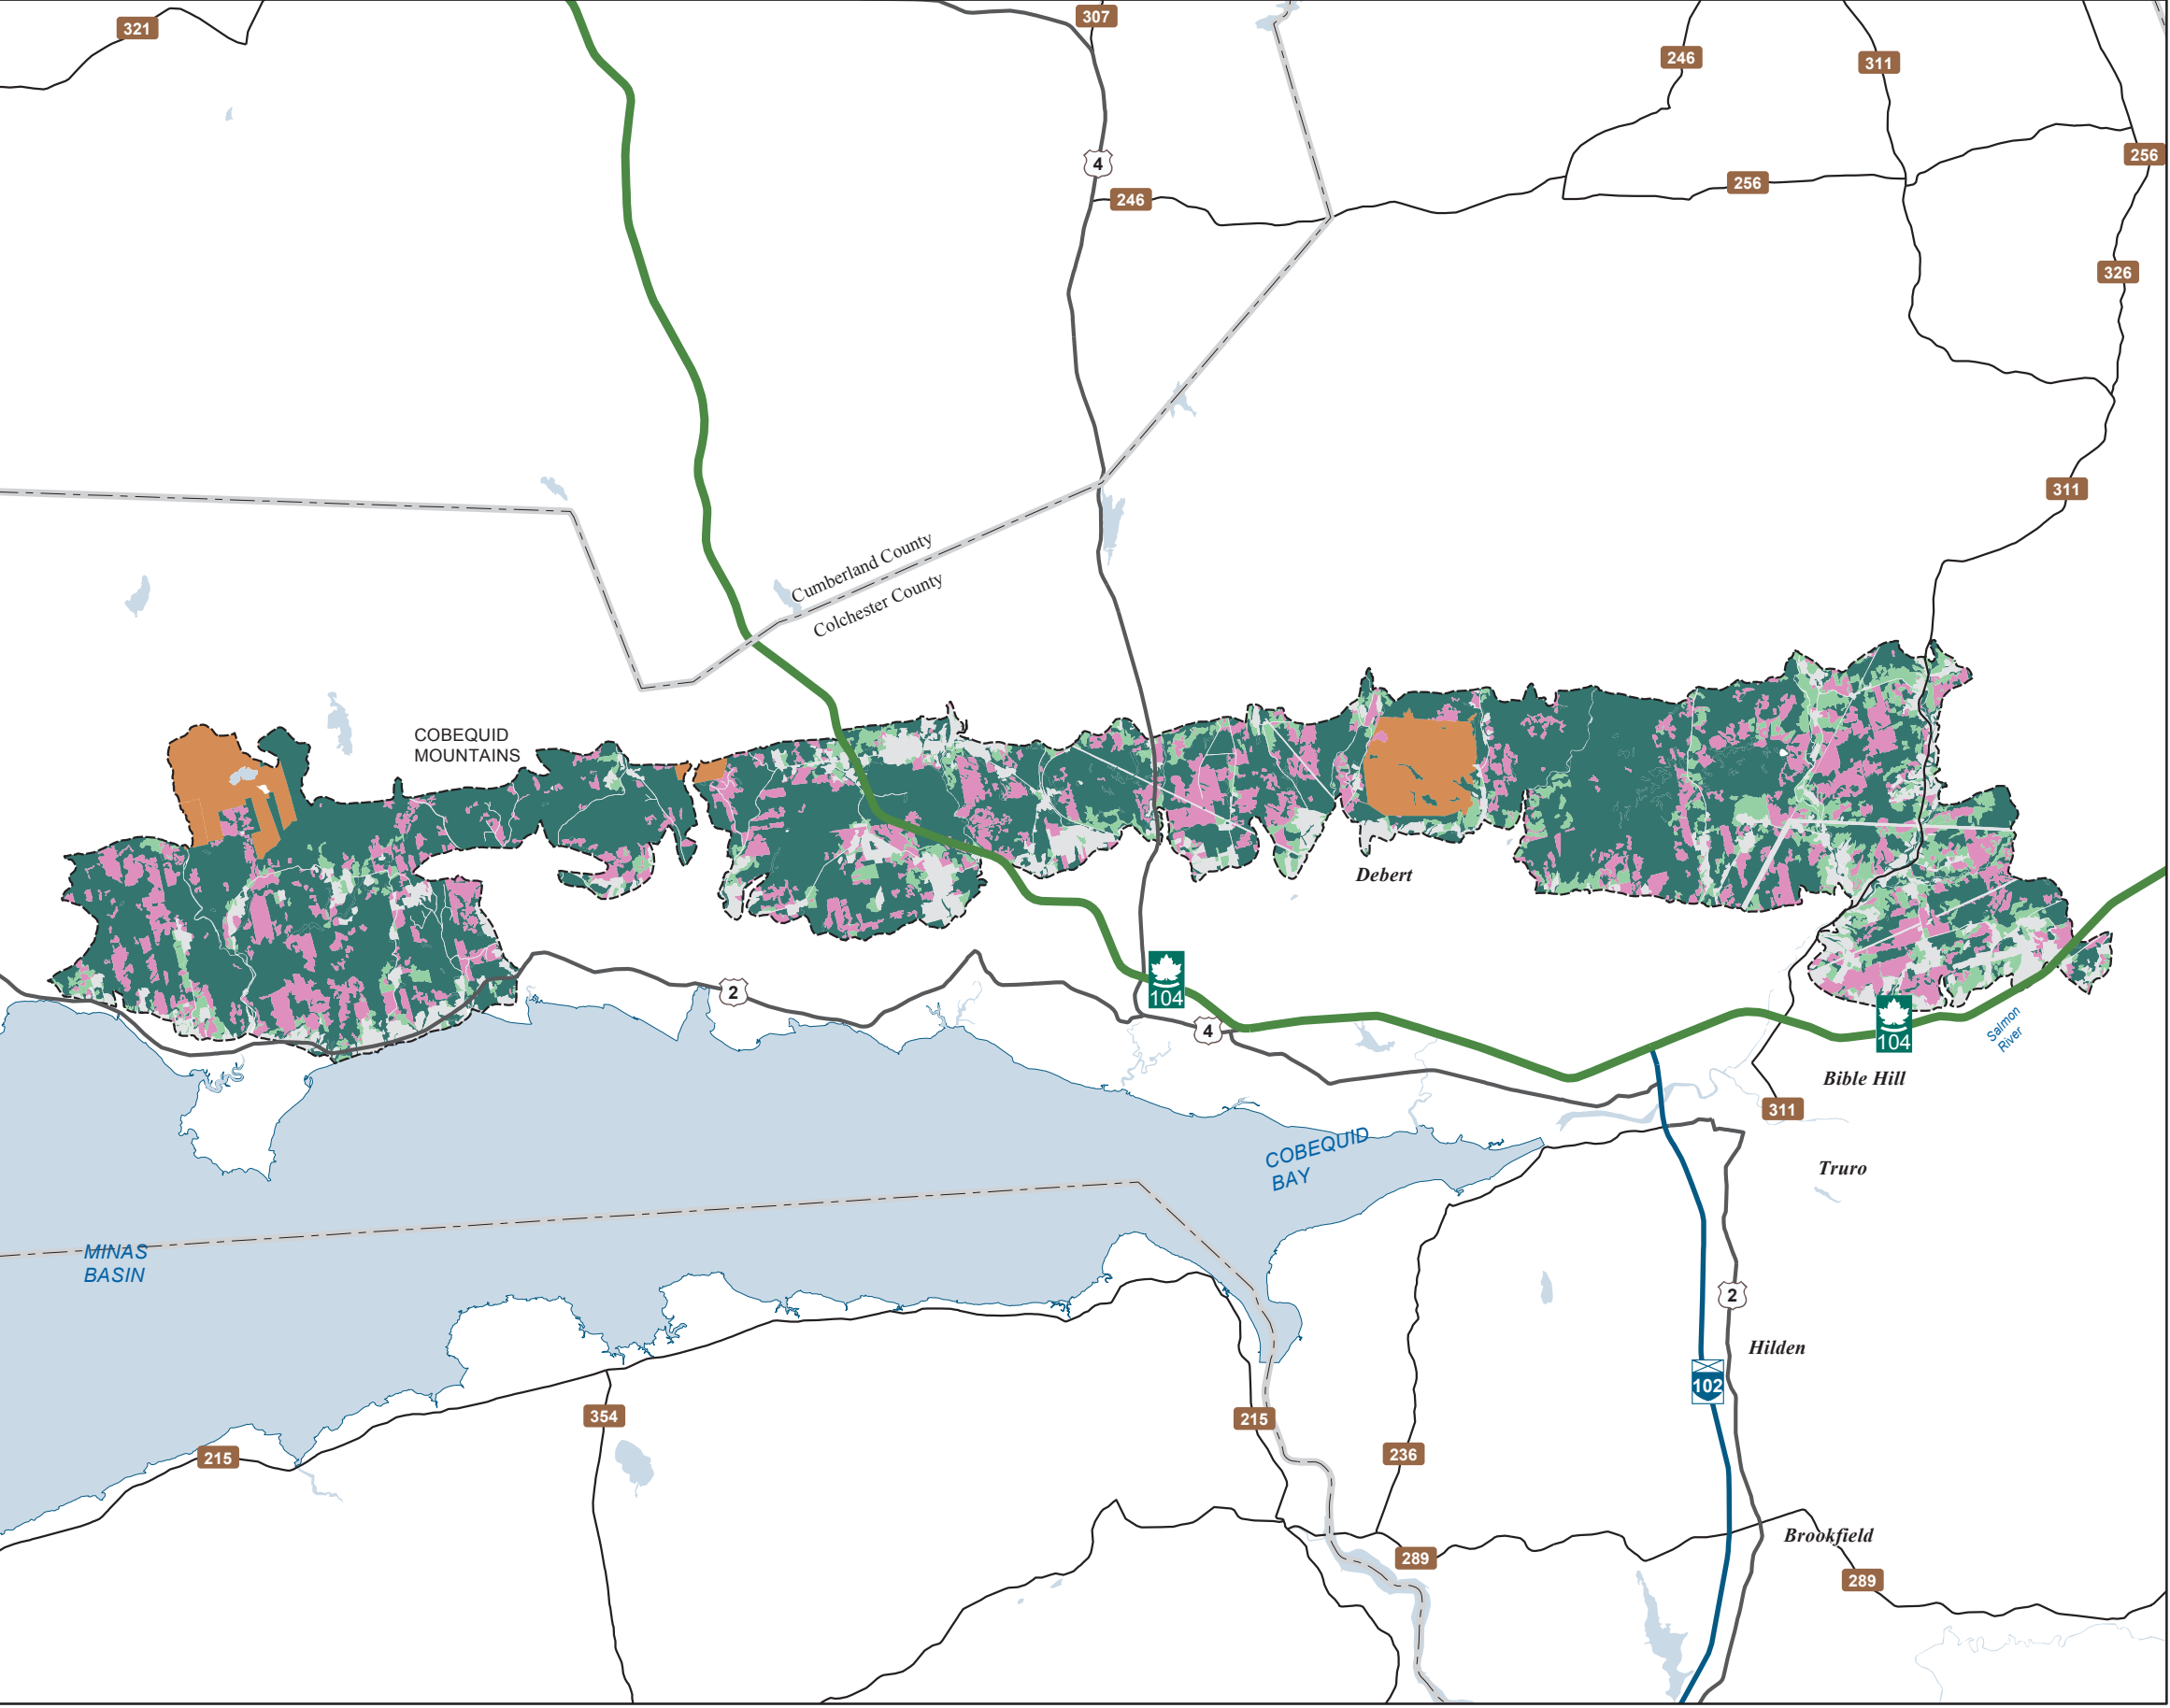 321
307
246
311
4
256
246
256
326
311
Cumberland County
Colchester County
COBEQUID
MOUNTAINS
Debert
104
2
4
104
Salmon
River
Bible Hill
311
COBEQUID
BAY
Truro
MINAS
BASIN
2
Hilden
102
354
215
215
236
Brookfield
289
289